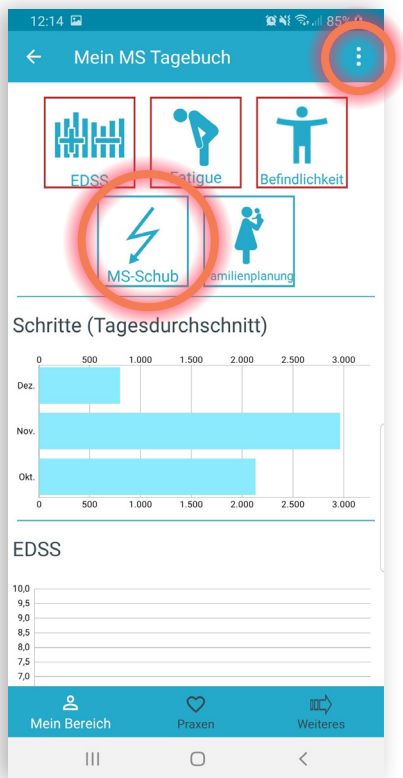 12:14 85%
Mein MS Tagebuch
EDSS Fatigue Befindlichkeit
MS-Schub amilienplanung
Schritte (Tagesdurchschnitt)
0 500 1.000 1.500 2.000 2.500 3.000
Dez.
Nov.
Okt.
0 500 1.000 1.500 2.000 2.500 3.000
EDSS
10,0
9,5
9,0
8,5
8,0
7,5
7,0
Mein Bereich Praxen Weiteres